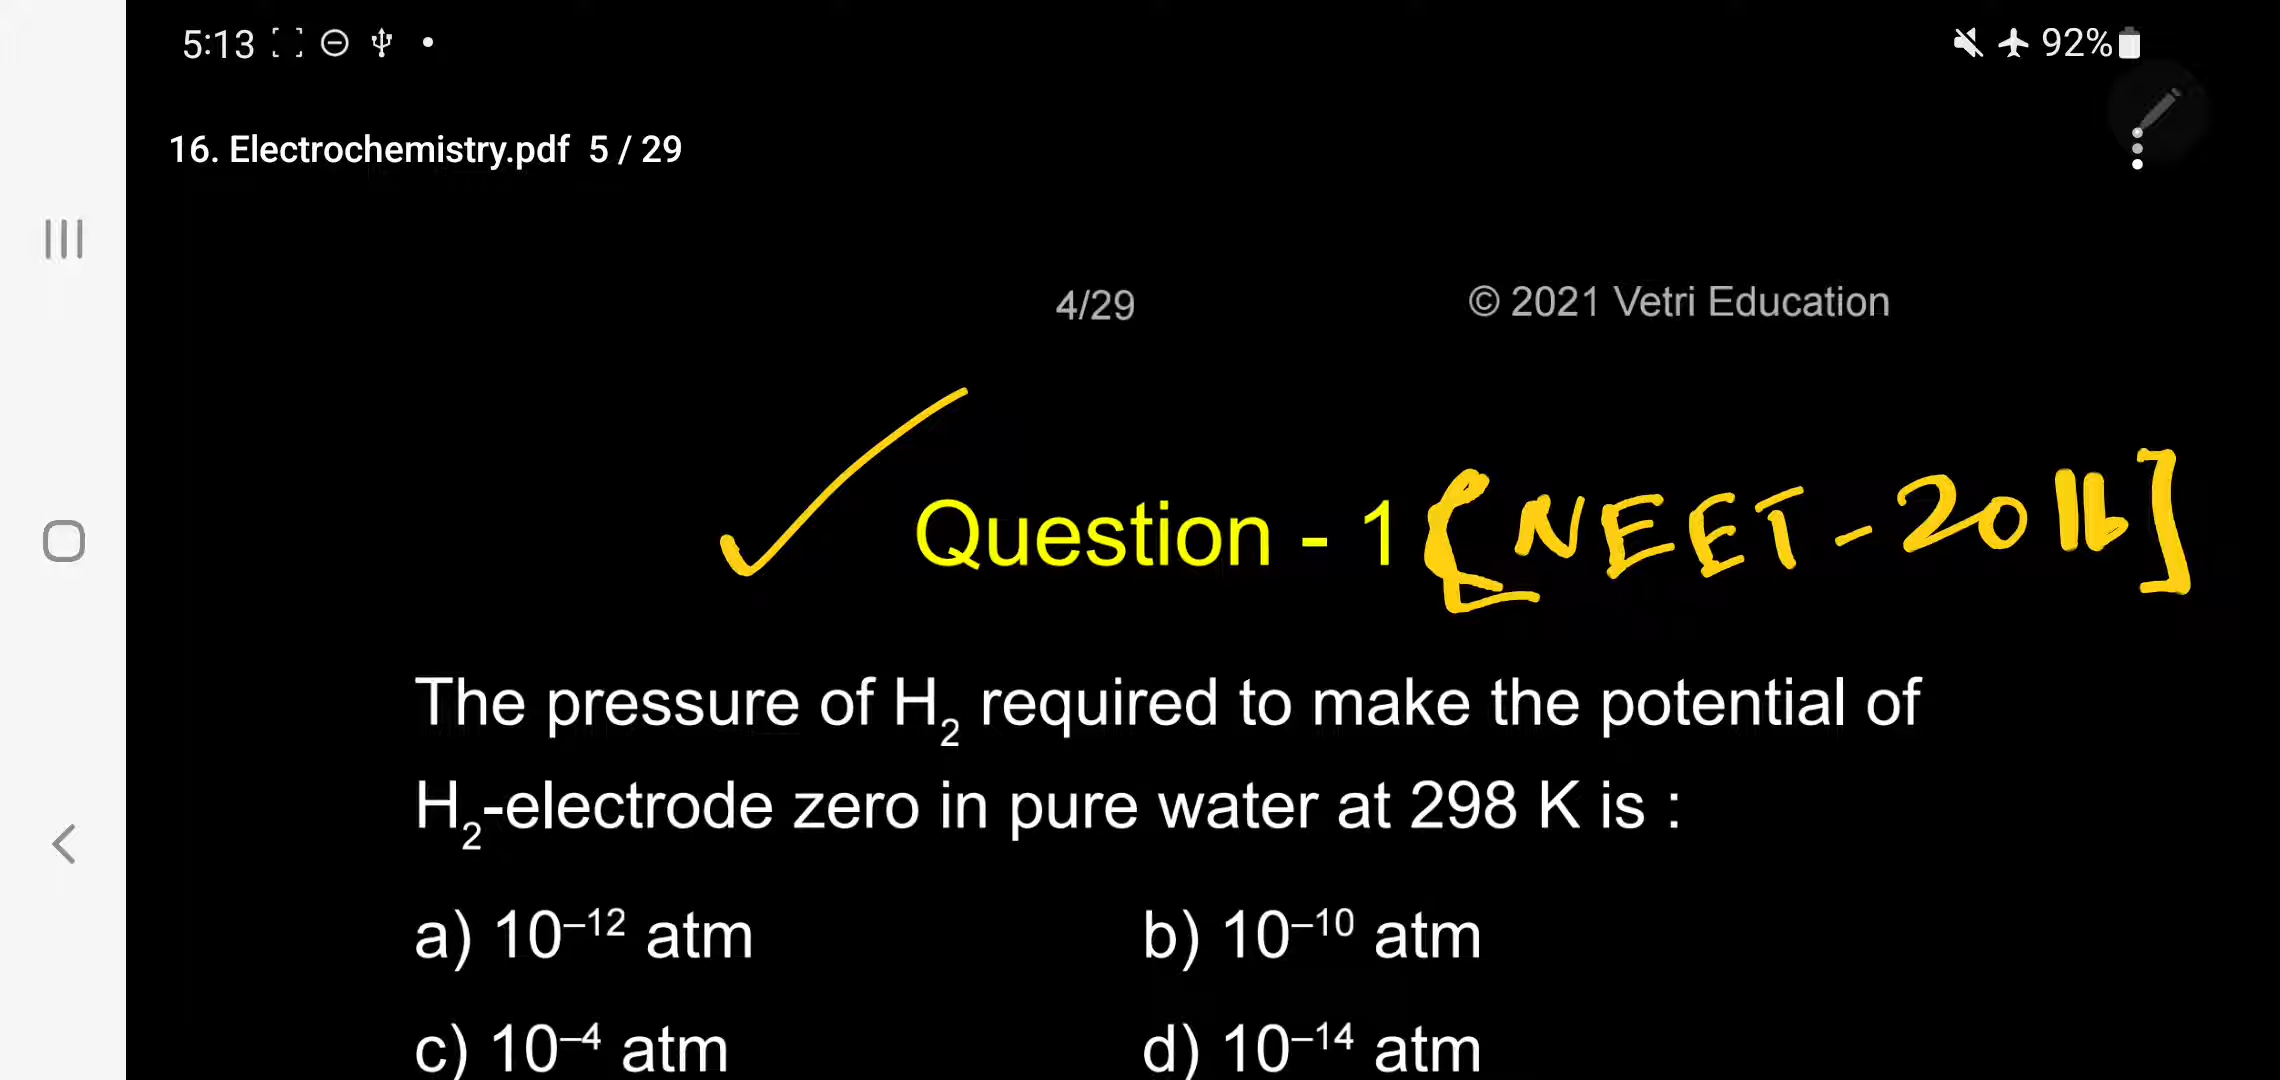 5:13 92%
16. Electrochemistry.pdf 5 / 29
4/29 © 2021 Vetri Education
Question - 1 [NEET - 2016]
The pressure of H₂ required to make the potential of
H₂-electrode zero in pure water at 298 K is :
a) 10⁻¹² atm b) 10⁻¹⁰ atm
c) 10⁻⁴ atm d) 10⁻¹⁴ atm